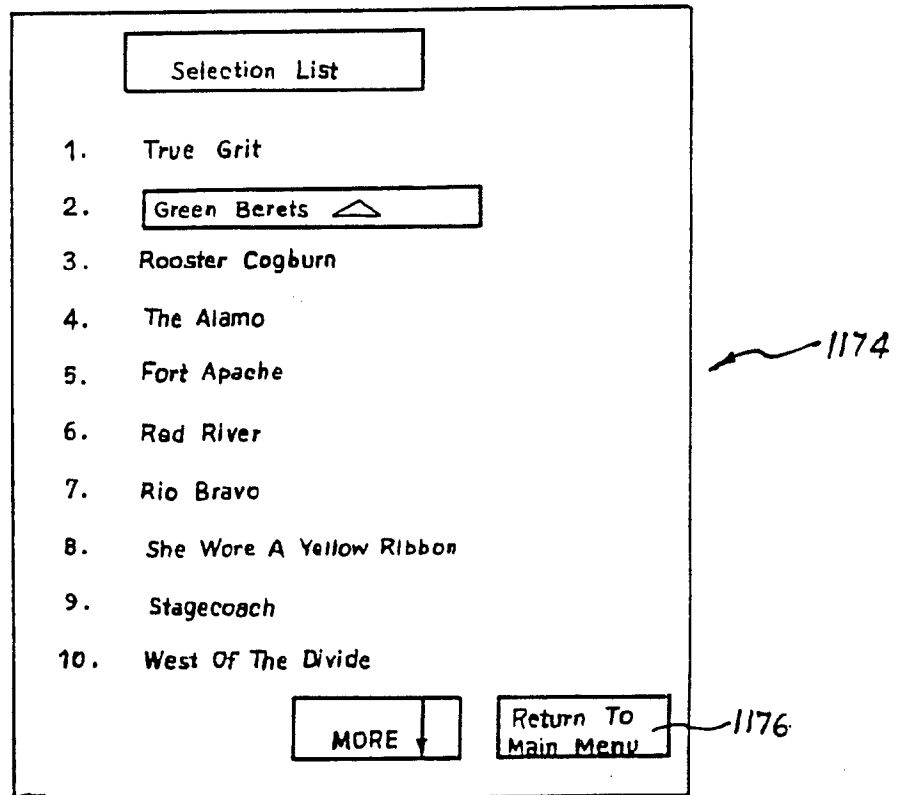 Selection List
1. True Grit
2. Green Berets
3. Rooster Cogburn
4. The Alamo
5. Fort Apache
6. Red River
7. Rio Bravo
8. She Wore A Yellow Ribbon
9. Stagecoach
10. West Of The Divide
MORE
Return To
Main Menu
1174
1176